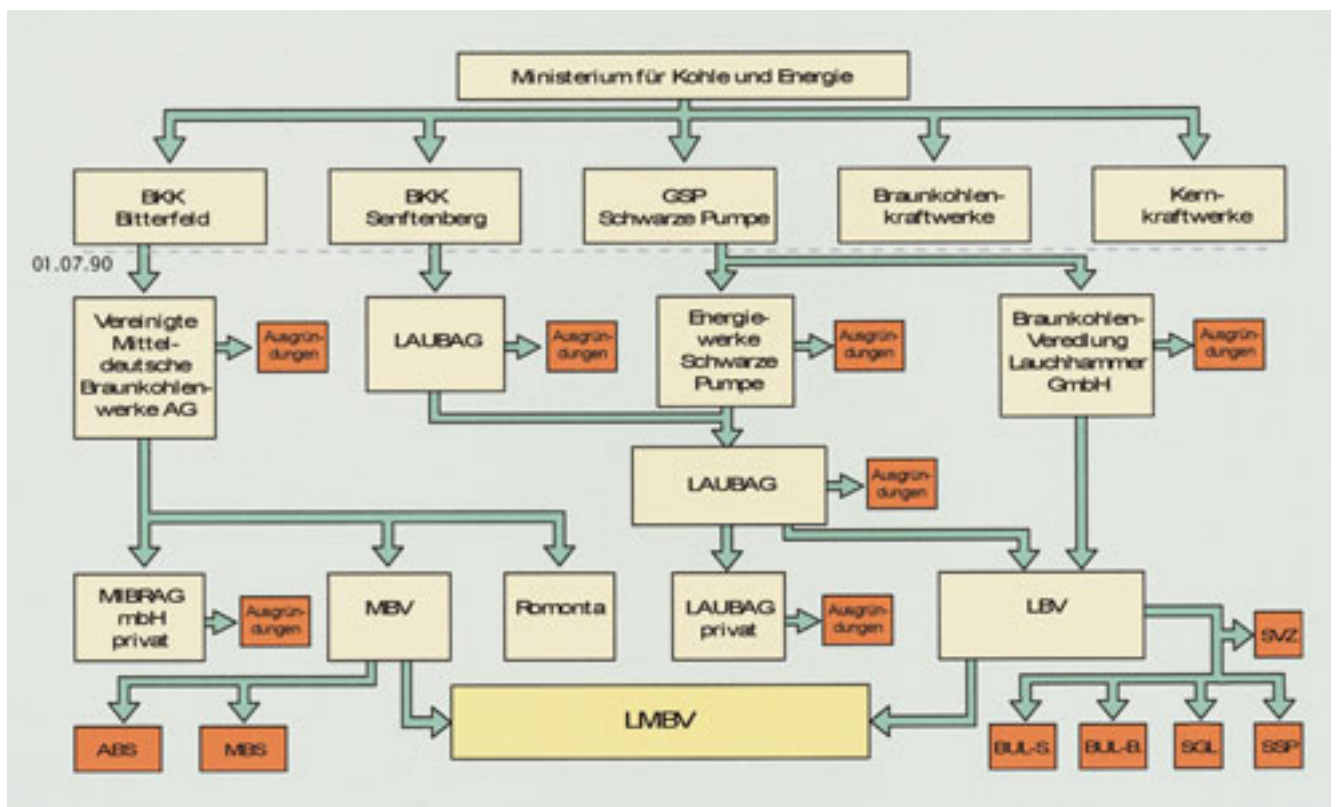 Ministerium für Kohle und Energie
BKK
Bitterfeld
BKK
Senftenberg
GSP
Schwarze Pumpe
Braunkohlen-
kraftwerke
Kern-
kraftwerke
01.07.90
Vereinigte
Mittel-
deutsche
Braunkohlen-
werke AG
Ausgrün-
dungen
LAUBAG
Ausgrün-
dungen
Energie-
werke
Schwarze
Pumpe
Ausgrün-
dungen
Braunkohlen-
Veredlung
Lauchhammer
GmbH
Ausgrün-
dungen
LAUBAG
Ausgrün-
dungen
MIBRAG
mbH
privat
Ausgrün-
dungen
MBV
Romonta
LAUBAG
privat
Ausgrün-
dungen
LBV
SVZ
ABS
MBS
LMBV
BUL-S.
BUL-B.
SGL
SSP